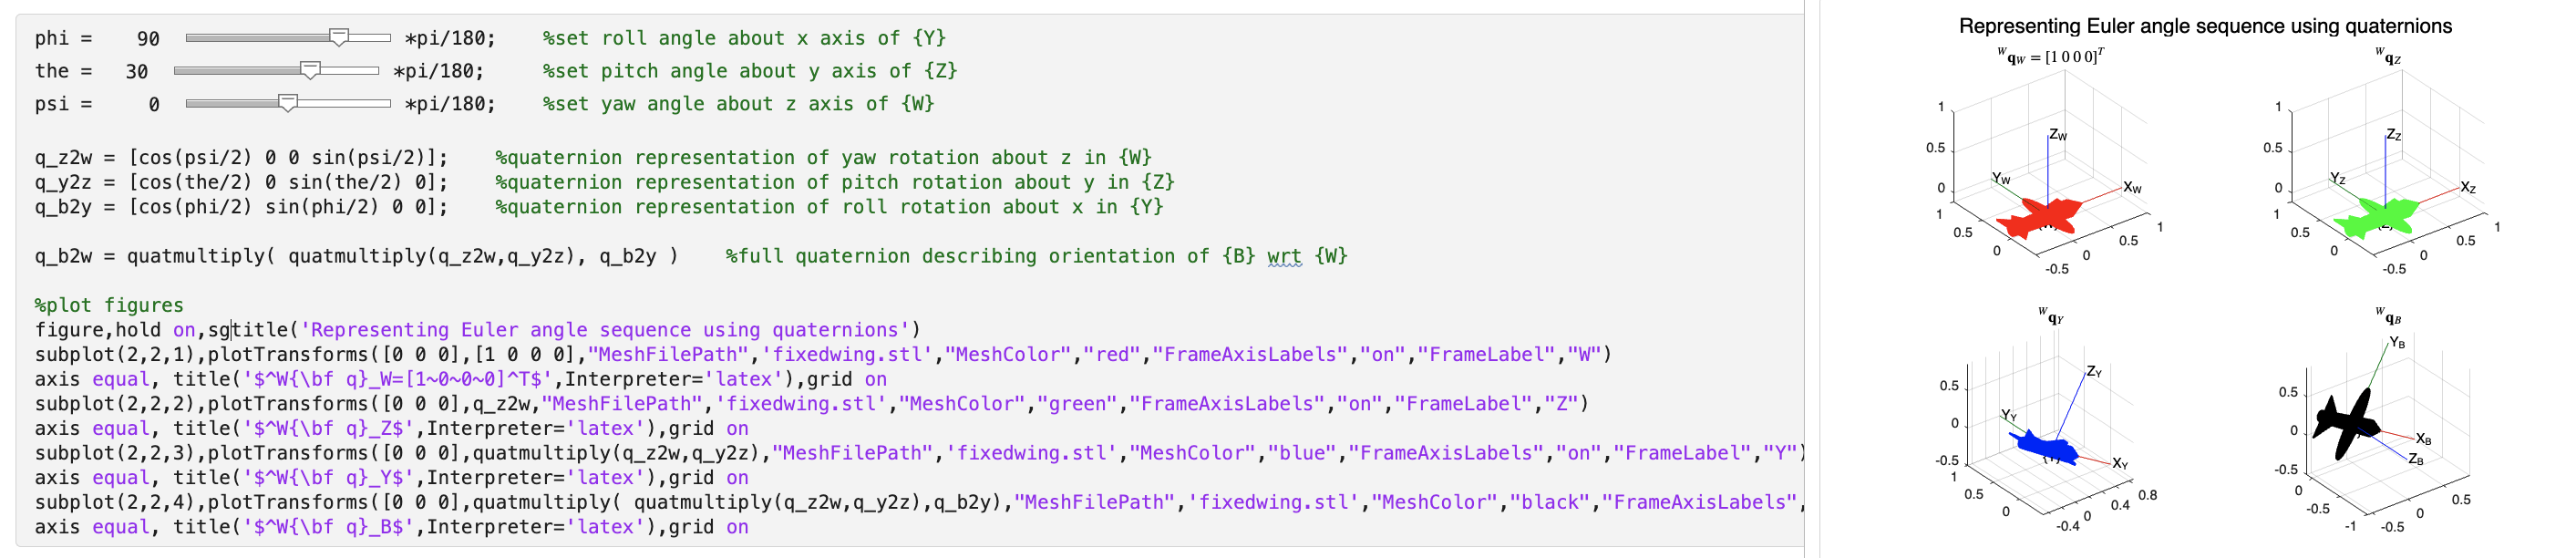 phi = 90 *pi/180; %set roll angle about x axis of {Y}
the = 30 *pi/180; %set pitch angle about y axis of {Z}
psi = 0 *pi/180; %set yaw angle about z axis of {W}
q_z2w = [cos(psi/2) 0 0 sin(psi/2)]; %quaternion representation of yaw rotation about z in {W}
q_y2z = [cos(the/2) 0 sin(the/2) 0]; %quaternion representation of pitch rotation about y in {Z}
q_b2y = [cos(phi/2) sin(phi/2) 0 0]; %quaternion representation of roll rotation about x in {Y}
q_b2w = quatmultiply( quatmultiply(q_z2w,q_y2z), q_b2y ) %full quaternion describing orientation of {B} wrt {W}
%plot figures
figure,hold on,sgtitle('Representing Euler angle sequence using quaternions')
subplot(2,2,1),plotTransforms([0 0 0],[1 0 0 0],"MeshFilePath",'fixedwing.stl',"MeshColor","red","FrameAxisLabels","on","FrameLabel","W")
axis equal, title('$^W{\bf q}_W=[1~0~0~0]^T$',Interpreter='latex'),grid on
subplot(2,2,2),plotTransforms([0 0 0],q_z2w,"MeshFilePath",'fixedwing.stl',"MeshColor","green","FrameAxisLabels","on","FrameLabel","Z")
axis equal, title('$^W{\bf q}_Z$',Interpreter='latex'),grid on
subplot(2,2,3),plotTransforms([0 0 0],quatmultiply(q_z2w,q_y2z),"MeshFilePath",'fixedwing.stl',"MeshColor","blue","FrameAxisLabels","on","FrameLabel","Y")
axis equal, title('$^W{\bf q}_Y$',Interpreter='latex'),grid on
subplot(2,2,4),plotTransforms([0 0 0],quatmultiply( quatmultiply(q_z2w,q_y2z),q_b2y),"MeshFilePath",'fixedwing.stl',"MeshColor","black","FrameAxisLabels",
axis equal, title('$^W{\bf q}_B$',Interpreter='latex'),grid on
Representing Euler angle sequence using quaternions
W q W = [1 0 0 0]T
1
0.5
0
1
0.5
0
-0.5
0
0.5
1
ZW
YW
XW
W q Z
1
0.5
0
1
0.5
0
-0.5
0
0.5
1
ZZ
YZ
XZ
W q Y
0.5
0
-0.5
1
0.5
0
-0.4
0
0.4
0.8
ZY
YY
XY
W q B
0.5
0
-0.5
0
-0.5
-1
-0.5
0
0.5
YB
XB
ZB